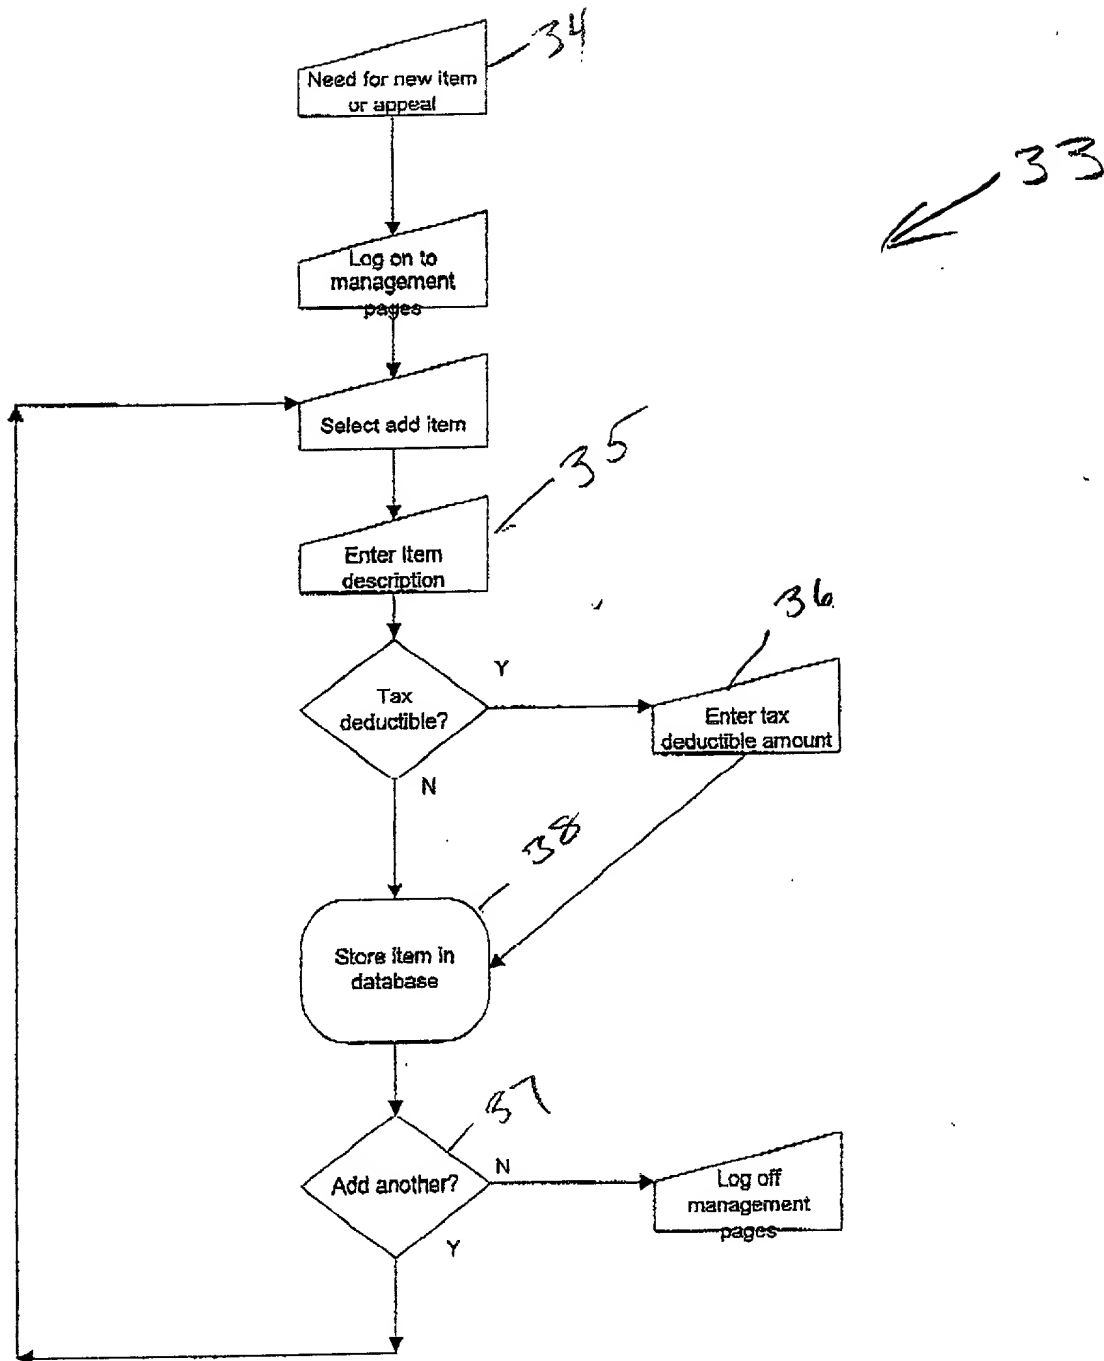 34
Need for new item
or appeal
33
Log on to
management
pages
Select add item
35
Enter item
description
36
Y
Tax
deductible?
Enter tax
deductible amount
N
38
Store item in
database
37
Add another?
N
Log off
management
pages
Y